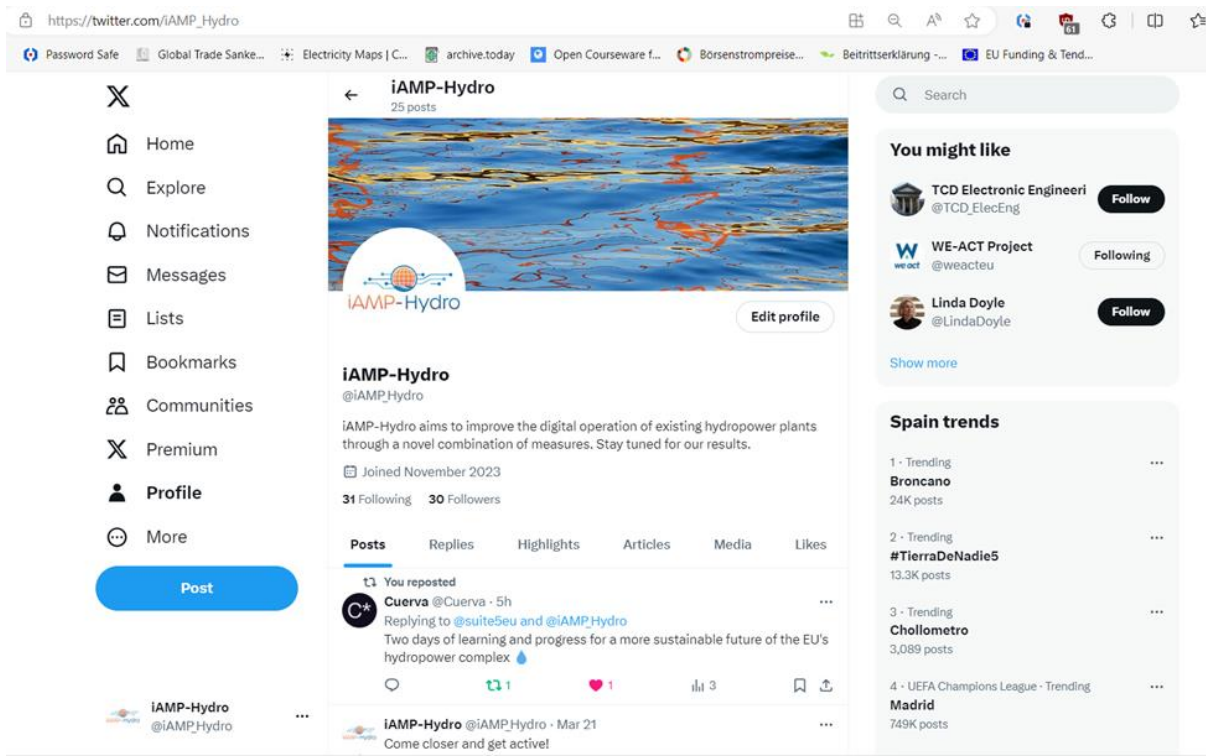 https://twitter.com/iAMP_Hydro
61
Password Safe
Global Trade Sanke...
Electricity Maps | C...
archive.today
Open Courseware f...
Börsenstrompreise...
Beitrittserklärung -...
EU Funding & Tend...
X
Home
Explore
Notifications
Messages
Lists
Bookmarks
Communities
Premium
Profile
More
Post
iAMP-Hydro
@iAMP_Hydro
iAMP-Hydro
25 posts
iAMP-Hydro
Edit profile
iAMP-Hydro
@iAMP_Hydro
iAMP-Hydro aims to improve the digital operation of existing hydropower plants
through a novel combination of measures. Stay tuned for our results.
Joined November 2023
31 Following 30 Followers
Posts Replies Highlights Articles Media Likes
You reposted
C*
Cuerva @Cuerva · 5h
Replying to @suite5eu and @iAMP_Hydro
Two days of learning and progress for a more sustainable future of the EU's
hydropower complex 💧
1 1 3
iAMP-Hydro @iAMP_Hydro · Mar 21
Come closer and get active!
Search
You might like
TCD Electronic Engineeri
@TCD_ElecEng
Follow
we act
WE-ACT Project
@weacteu
Following
Linda Doyle
@LindaDoyle
Follow
Show more
Spain trends
1 · Trending
Broncano
24K posts
2 · Trending
#TierraDeNadie5
13.3K posts
3 · Trending
Chollometro
3,089 posts
4 · UEFA Champions League · Trending
Madrid
749K posts